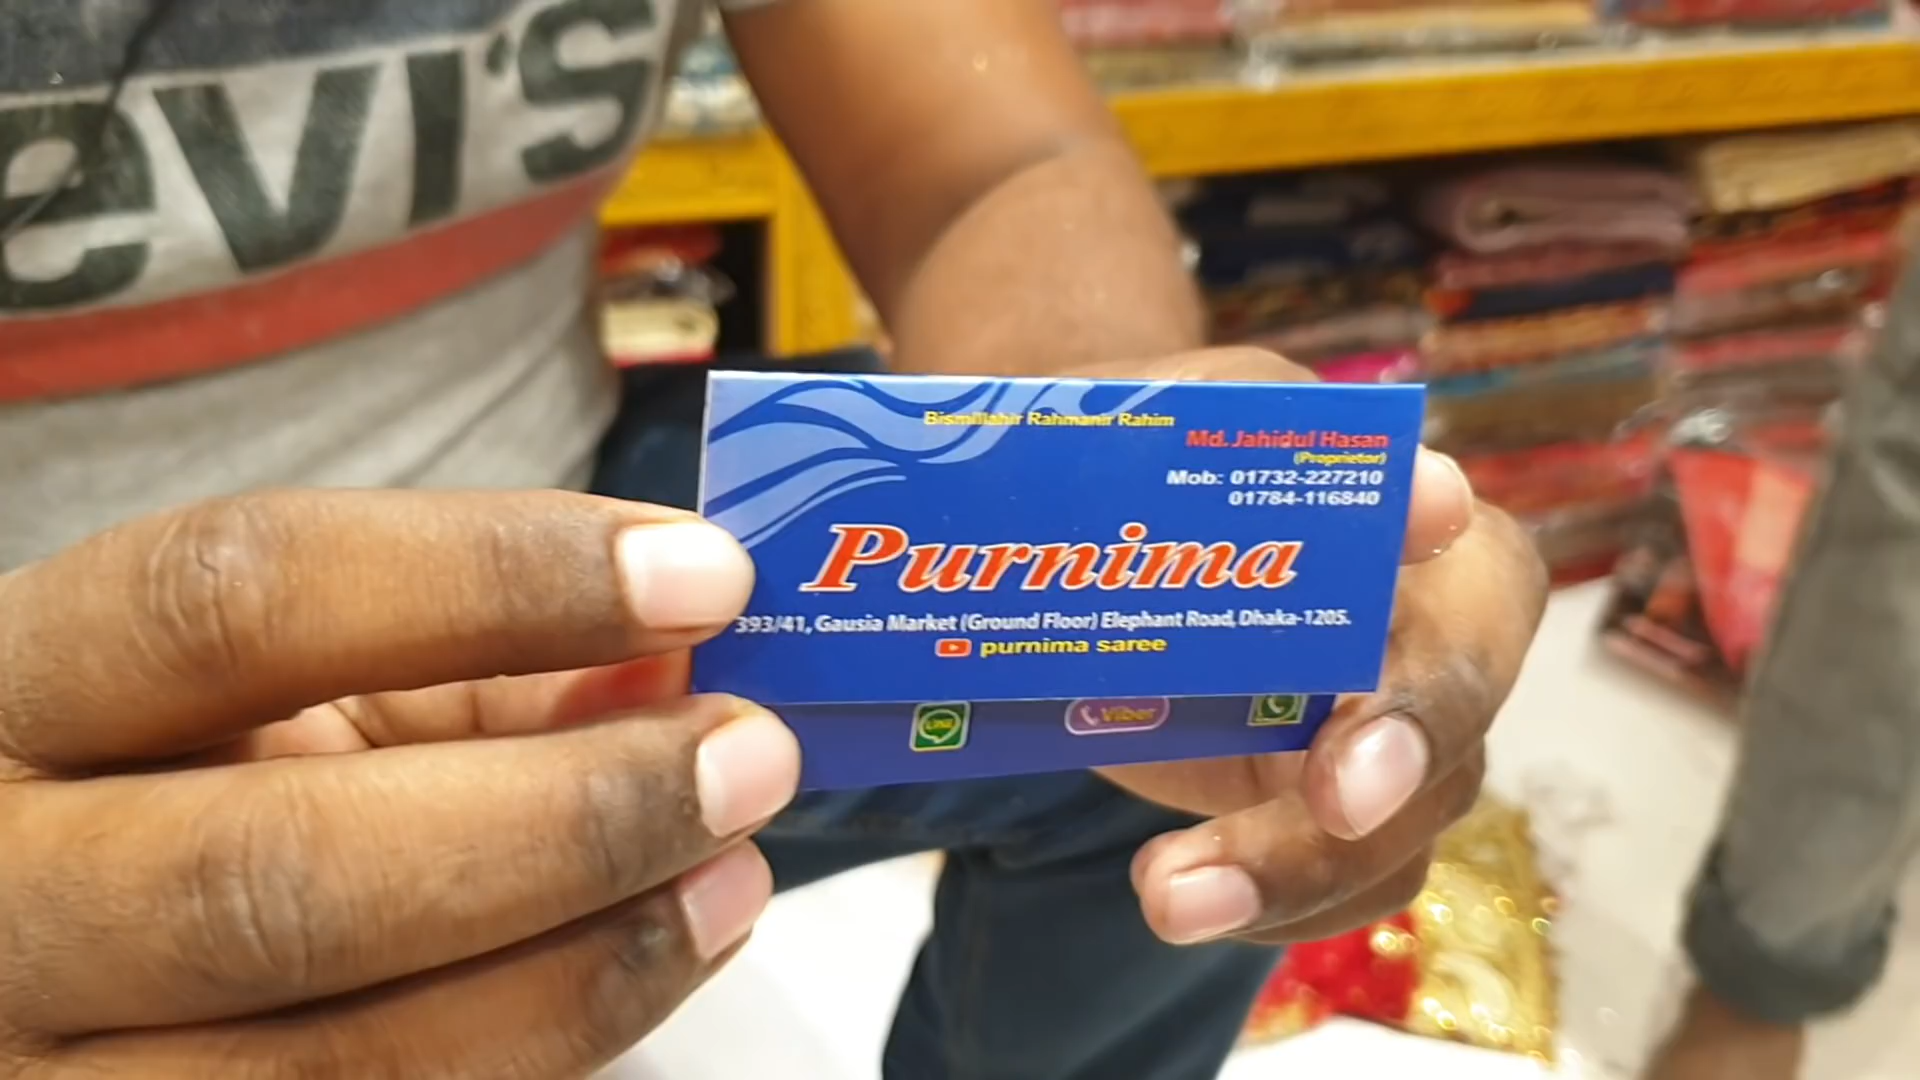 evi's
Bismillahir Rahmanir Rahim
Md. Jahidul Hasan
(Proprietor)
Mob: 01732-227210
01784-116840
Purnima
393/41, Gausia Market (Ground Floor) Elephant Road, Dhaka-1205.
purnima saree
LINE
Viber